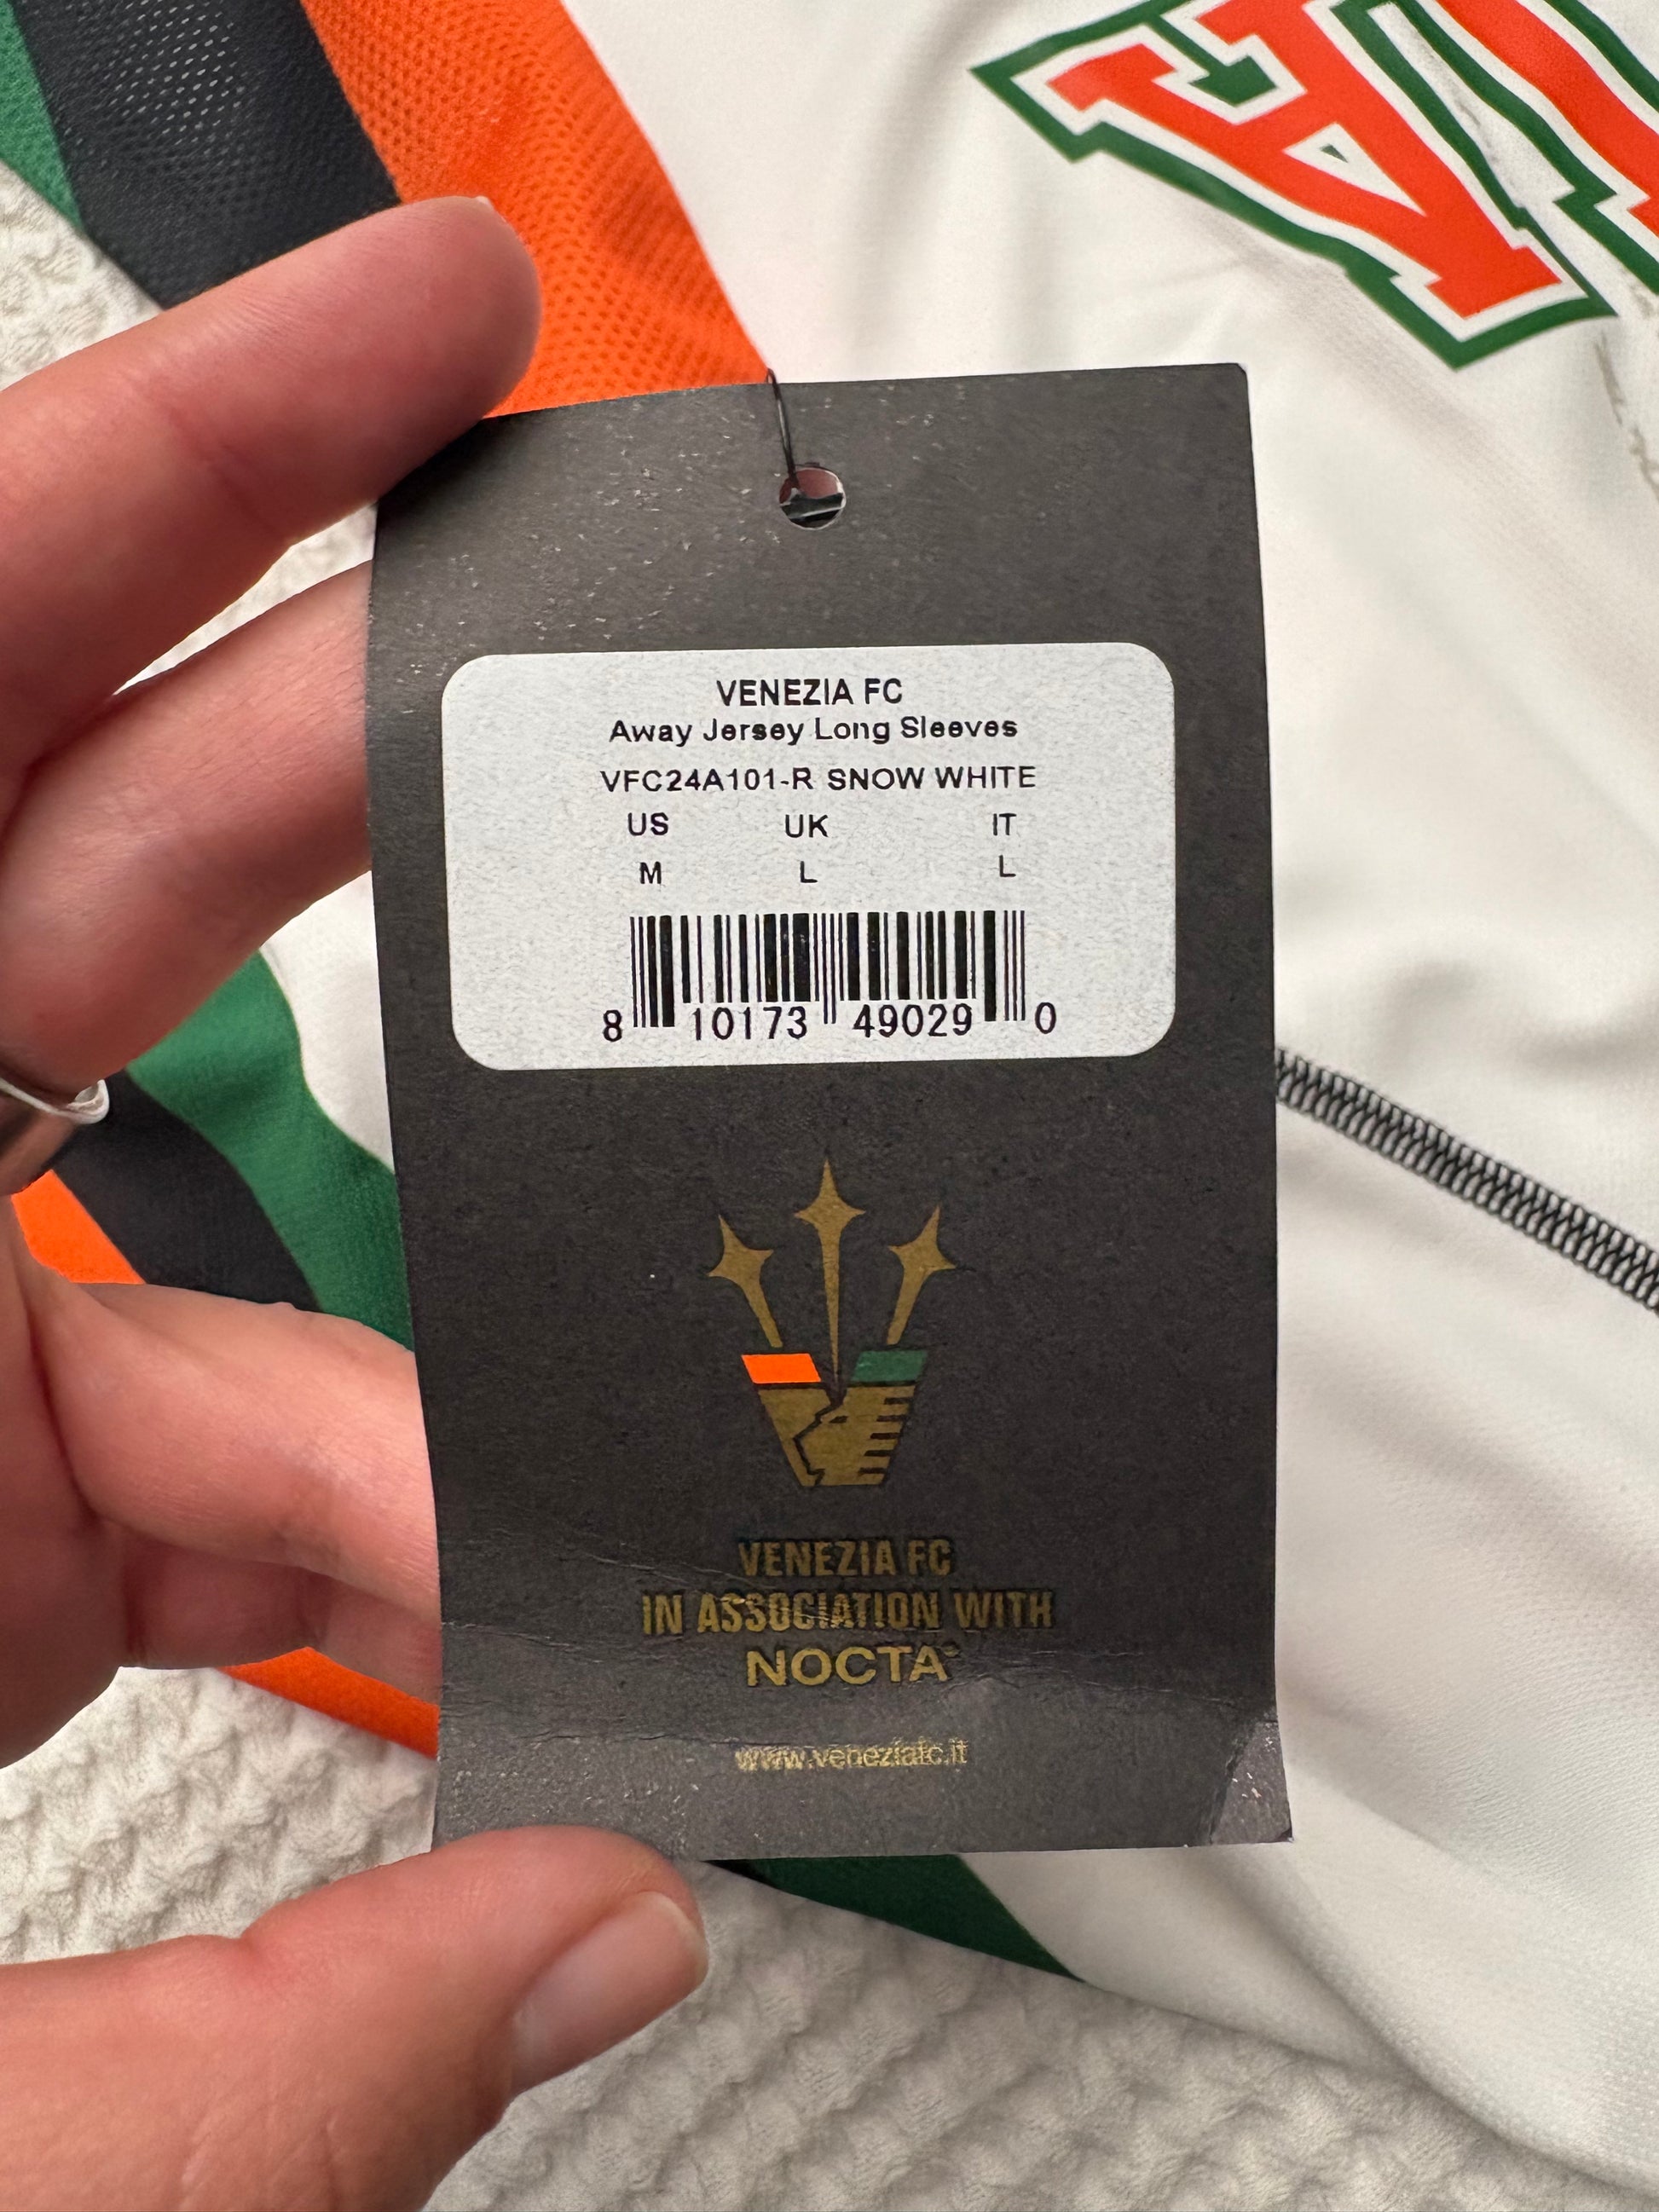 VENEZIA FC
Away Jersey Long Sleeves
VFC24A101-R SNOW WHITE
US UK IT
M L L
8 10173 49029 0
VENEZIA FC
IN ASSOCIATION WITH
NOCTA
www.veneziafc.it